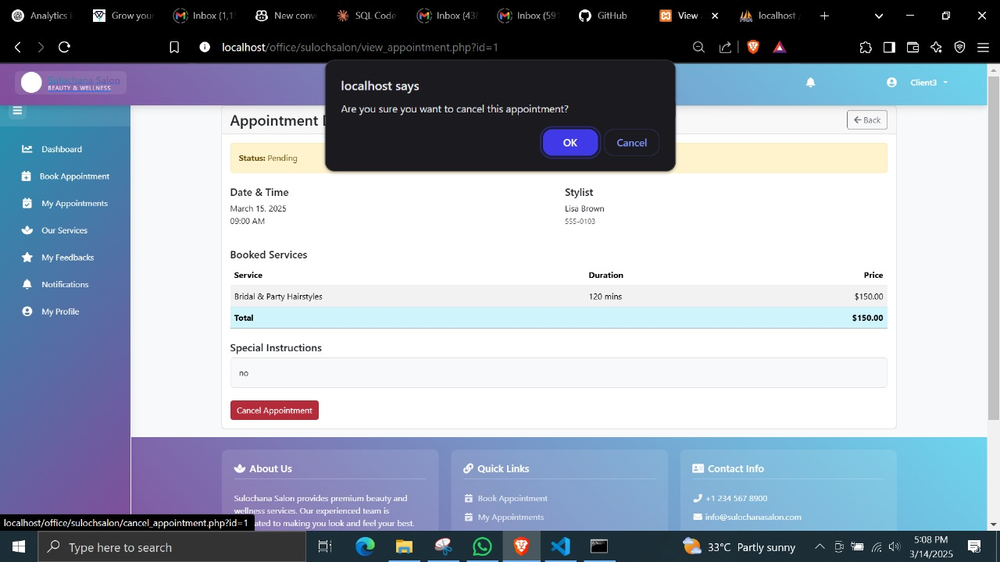 Analytics
Grow your
Inbox (1,1
New conv
SQL Code
Inbox (43
Inbox (591
GitHub
View
localhost
localhost/office/sulochsalon/view_appointment.php?id=1
Sulochana Salon
BEAUTY & WELLNESS
Client3
localhost says
Are you sure you want to cancel this appointment?
OK
Cancel
Dashboard
Book Appointment
My Appointments
Our Services
My Feedbacks
Notifications
My Profile
Appointment
Back
Status: Pending
Date & Time
March 15, 2025
09:00 AM
Stylist
Lisa Brown
555-0103
Booked Services
Service Duration Price
Bridal & Party Hairstyles 120 mins $150.00
Total $150.00
Special Instructions
no
Cancel Appointment
About Us
Sulochana Salon provides premium beauty and
wellness services. Our experienced team is
ated to making you look and feel your best.
Quick Links
Book Appointment
My Appointments
Contact Info
+1 234 567 8900
info@sulochanasalon.com
localhost/office/sulochsalon/cancel_appointment.php?id=1
Type here to search
33°C Partly sunny
5:08 PM
3/14/2025